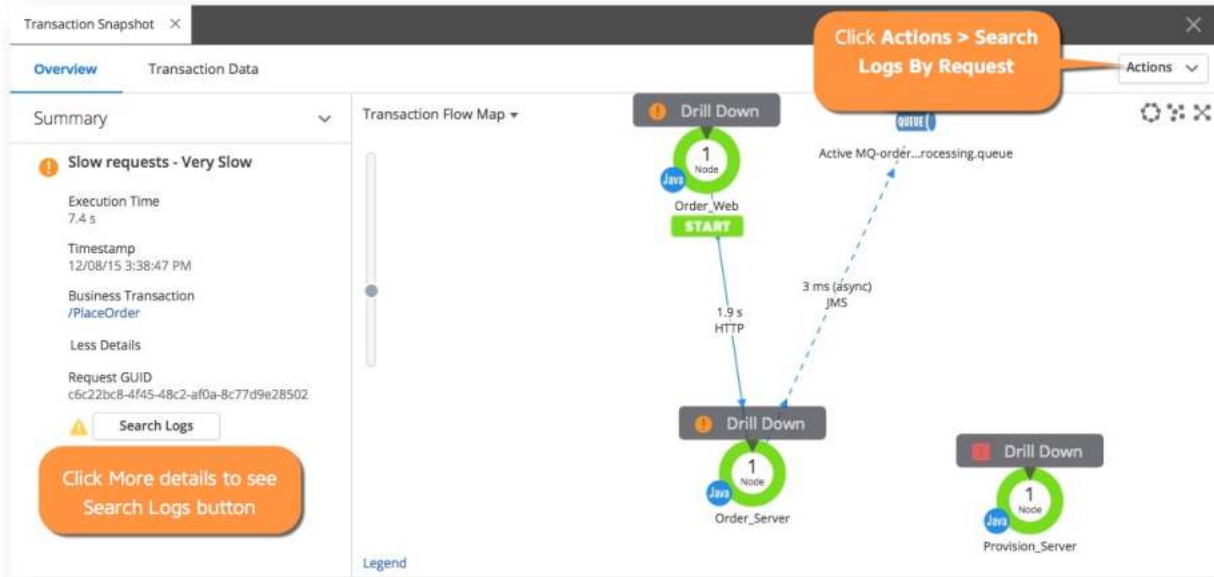 Transaction Snapshot
Click Actions > Search
Logs By Request
Overview
Transaction Data
Actions
Summary
Transaction Flow Map
Slow requests - Very Slow
Execution Time
7.4 s
Timestamp
12/08/15 3:38:47 PM
Business Transaction
/PlaceOrder
Less Details
Request GUID
c6c22bc8-4f45-48c2-af0a-8c77d9e28502
Search Logs
Click More details to see
Search Logs button
! Drill Down
1
Node
Java
Order_Web
START
QUEUE
Active MQ-order...rocessing.queue
3 ms (async)
JMS
1.9 s
HTTP
! Drill Down
1
Node
Java
Order_Server
! Drill Down
1
Node
Java
Provision_Server
Legend